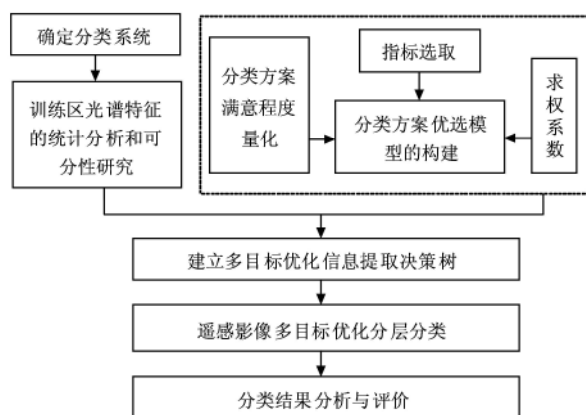 确定分类系统
训练区光谱特征
的统计分析和可
分性研究
分类方案
满意程度
量化
指标选取
分类方案优选模
型的构建
求权系数
建立多目标优化信息提取决策树
遥感影像多目标优化分层分类
分类结果分析与评价